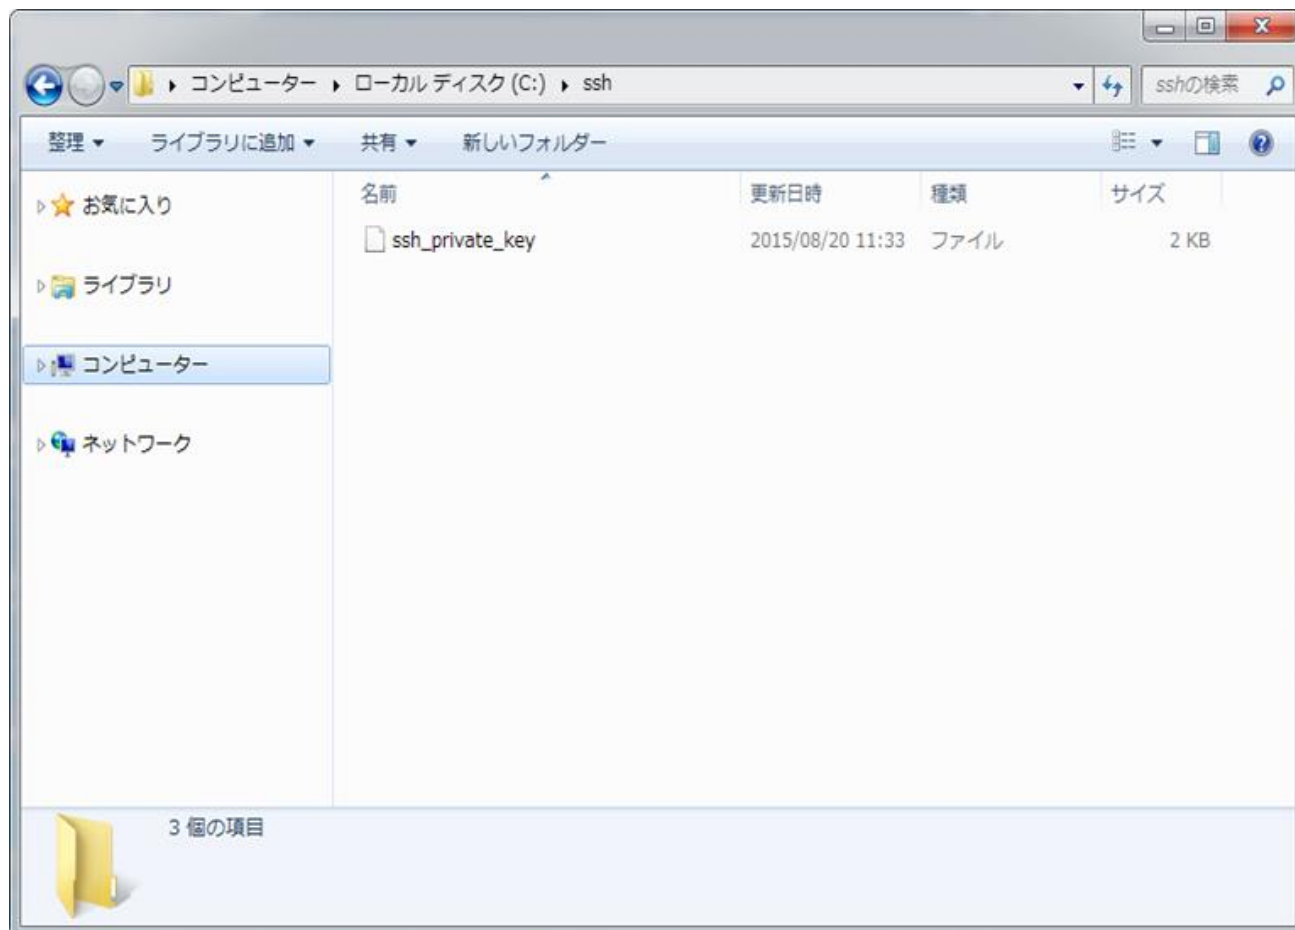 コンピューター ローカル ディスク (C:) ssh sshの検索
整理 ライブラリに追加 共有 新しいフォルダー
名前 更新日時 種類 サイズ
お気に入り
ssh_private_key 2015/08/20 11:33 ファイル 2 KB
ライブラリ
コンピューター
ネットワーク
3 個の項目